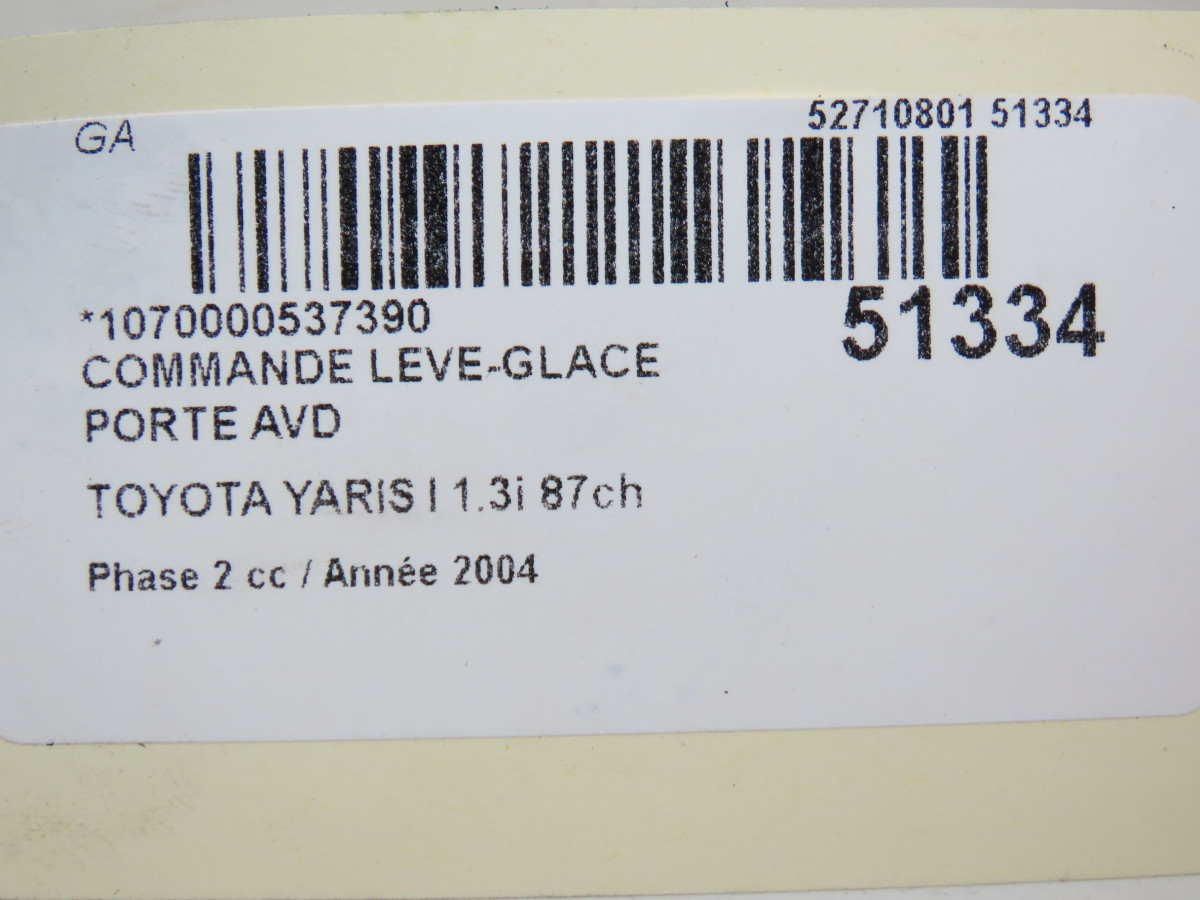 GA
52710801 51334
*1070000537390
51334
COMMANDE LEVE-GLACE
PORTE AVD
TOYOTA YARIS I 1.3i 87ch
Phase 2 cc / Année 2004